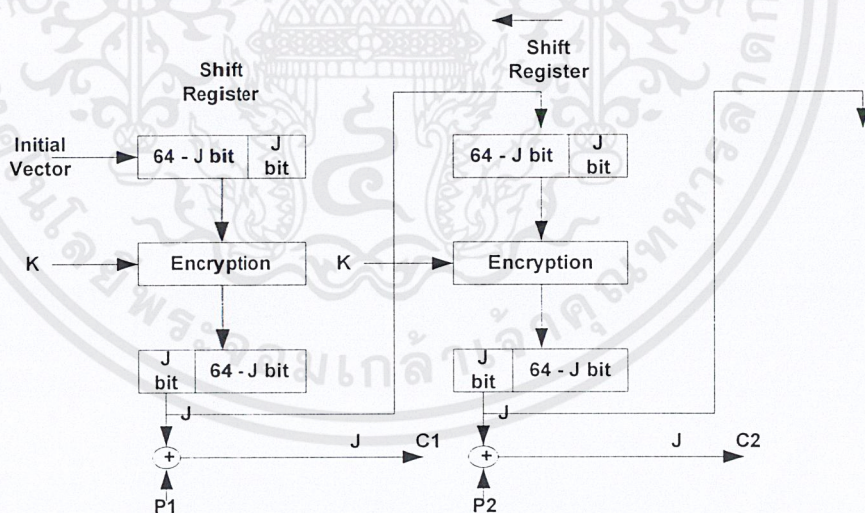 Shift
Register
Shift
Register
Initial
Vector
64 - J bit
J
bit
64 - J bit
J
bit
K
Encryption
K
Encryption
J
bit
64 - J bit
J
bit
64 - J bit
J
J
+
J
C1
+
J
C2
P1
P2